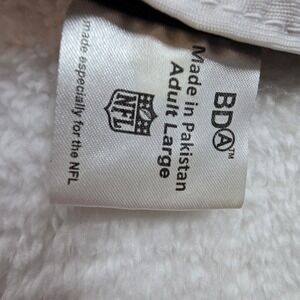 BDA™
Made in Pakistan
Adult Large
NFL
made especially for the NFL